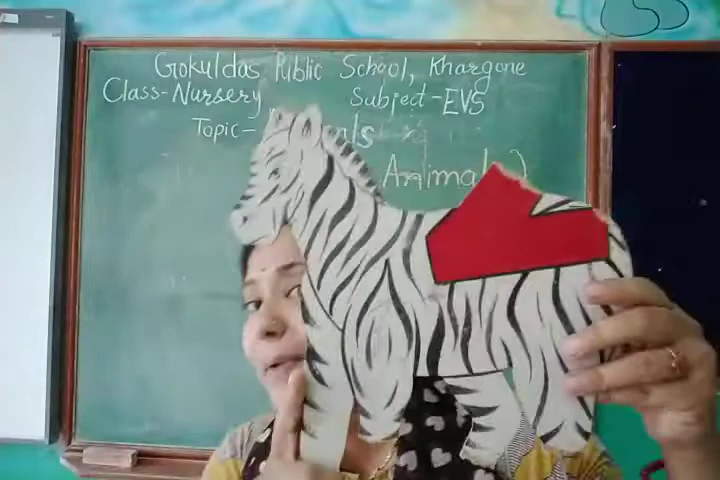 Gokuldas Public School, Khargone
Class-Nursery Subject-EVS
Topic-
Animal )